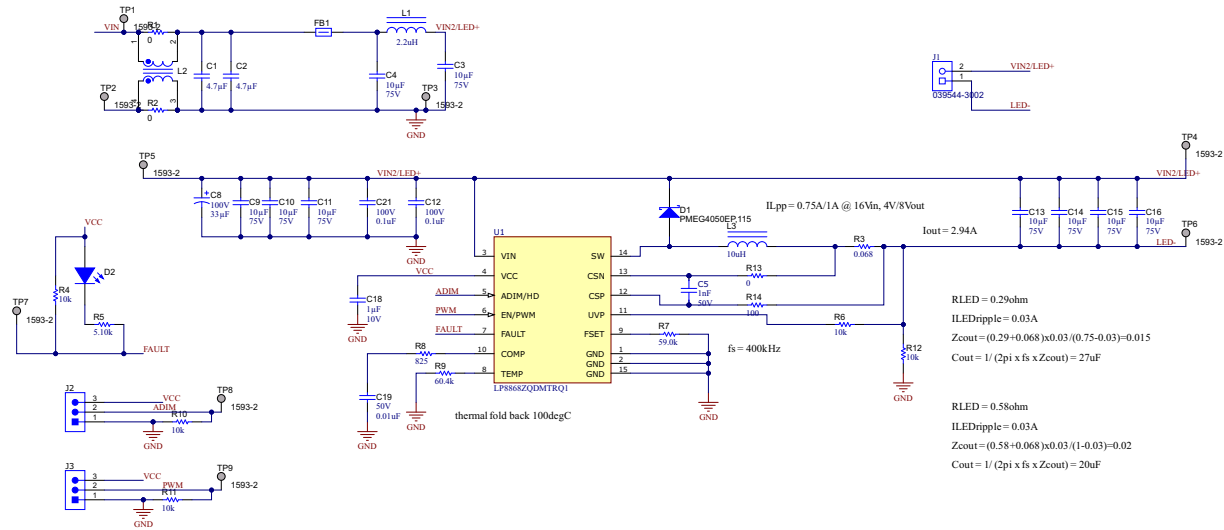 TP1
VIN
1593-2
R1
0
1
2
L2
4
3
TP2
1593-2
R2
0
C1
4.7µF
C2
4.7µF
FB1
L1
2.2uH
VIN2/LED+
C4
10µF
75V
C3
10µF
75V
TP3
1593-2
GND
J1
2
1
039544-3002
VIN2/LED+
LED-
TP5
1593-2
VIN2/LED+
C8
100V
33µF
C9
10µF
75V
C10
10µF
75V
C11
10µF
75V
C21
100V
0.1uF
C12
100V
0.1uF
GND
D1
PMEG4050EP,115
ILpp = 0.75A/1A @ 16Vin, 4V/8Vout
L3
10uH
R3
0.068
Iout = 2.94A
C13
10µF
75V
C14
10µF
75V
C15
10µF
75V
C16
10µF
75V
TP4
1593-2
VIN2/LED+
TP6
1593-2
LED-
VCC
D2
R4
10k
R5
5.10k
TP7
1593-2
FAULT
U1
3
VIN
4
VCC
5
ADIM/HD
6
EN/PWM
7
FAULT
10
COMP
8
TEMP
SW
14
CSN
13
CSP
12
UVP
11
FSET
9
GND
1
GND
2
GND
15
LP8868ZQDMTRQ1
VCC
C18
1µF
10V
GND
ADIM
PWM
FAULT
R8
825
R9
60.4k
C19
50V
0.01uF
GND
GND
thermal fold back 100degC
R13
0
C5
1nF
50V
R14
100
R6
10k
R7
59.0k
fs = 400kHz
GND
R12
10k
GND
RLED = 0.29ohm
ILEDripple = 0.03A
Zcout = (0.29+0.068)x0.03/(0.75-0.03)=0.015
Cout = 1/ (2pi x fs x Zcout) = 27uF
RLED = 0.58ohm
ILEDripple = 0.03A
Zcout = (0.58+0.068)x0.03/(1-0.03)=0.02
Cout = 1/ (2pi x fs x Zcout) = 20uF
J2
3
2
1
VCC
ADIM
R10
10k
GND
TP8
1593-2
J3
3
2
1
VCC
PWM
R11
10k
GND
TP9
1593-2